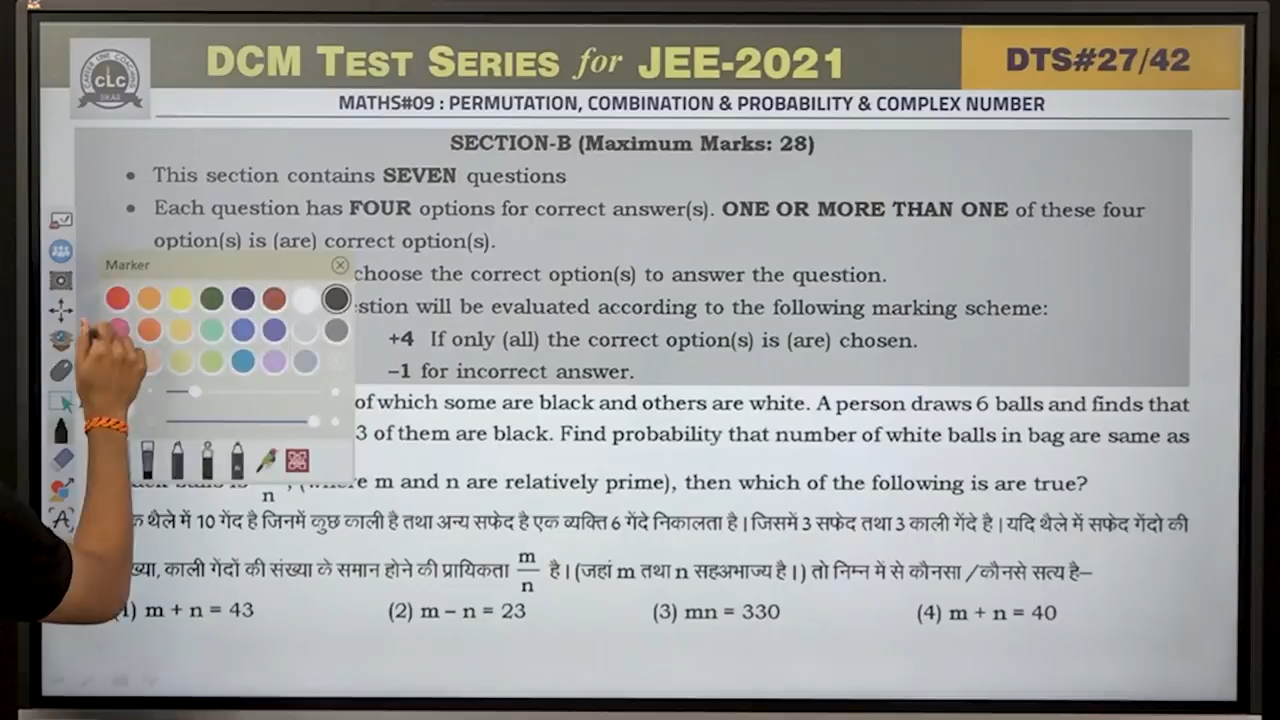 CAREER LINE COACHING
CLC
SIKAR
DCM TEST SERIES for JEE-2021
DTS#27/42
MATHS#09 : PERMUTATION, COMBINATION & PROBABILITY & COMPLEX NUMBER
SECTION-B (Maximum Marks: 28)
• This section contains SEVEN questions
• Each question has FOUR options for correct answer(s). ONE OR MORE THAN ONE of these four
option(s) is (are) correct option(s).
Marker
choose the correct option(s) to answer the question.
stion will be evaluated according to the following marking scheme:
+4 If only (all) the correct option(s) is (are) chosen.
–1 for incorrect answer.
of which some are black and others are white. A person draws 6 balls and finds that
3 of them are black. Find probability that number of white balls in bag are same as
n
e m and n are relatively prime), then which of the following is are true?
थैले में 10 गेंद है जिनमें कुछ काली है तथा अन्य सफेद है एक व्यक्ति 6 गेंदे निकालता है। जिसमें 3 सफेद तथा 3 काली गेंदे है। यदि थैले में सफेद गेंदो की
ख्या, काली गेंदों की संख्या के समान होने की प्रायिकता m/n है। (जहां m तथा n सहअभाज्य है।) तो निम्न में से कौनसा /कौनसे सत्य है–
1) m + n = 43 (2) m – n = 23 (3) mn = 330 (4) m + n = 40